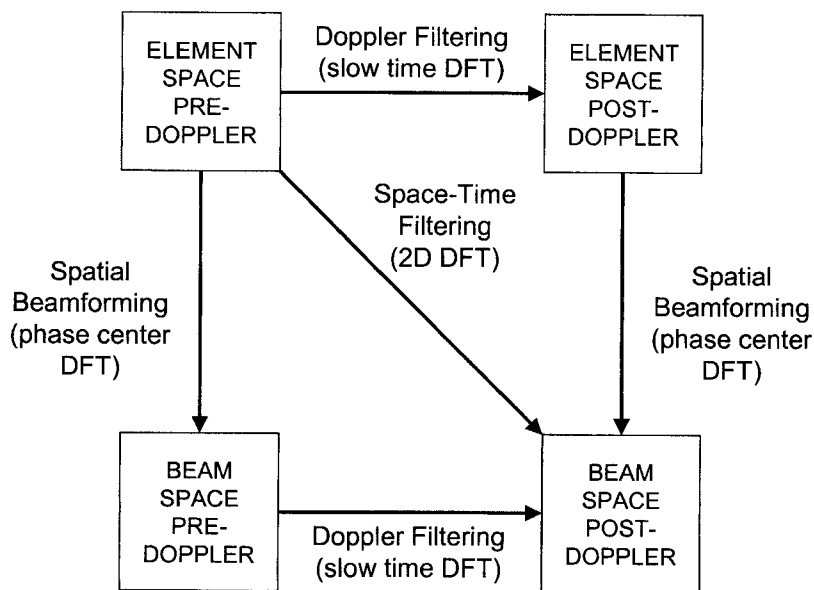 ELEMENT
SPACE
PRE-
DOPPLER
Doppler Filtering
(slow time DFT)
ELEMENT
SPACE
POST-
DOPPLER
Space-Time
Filtering
(2D DFT)
Spatial
Beamforming
(phase center
DFT)
Spatial
Beamforming
(phase center
DFT)
BEAM
SPACE
PRE-
DOPPLER
Doppler Filtering
(slow time DFT)
BEAM
SPACE
POST-
DOPPLER